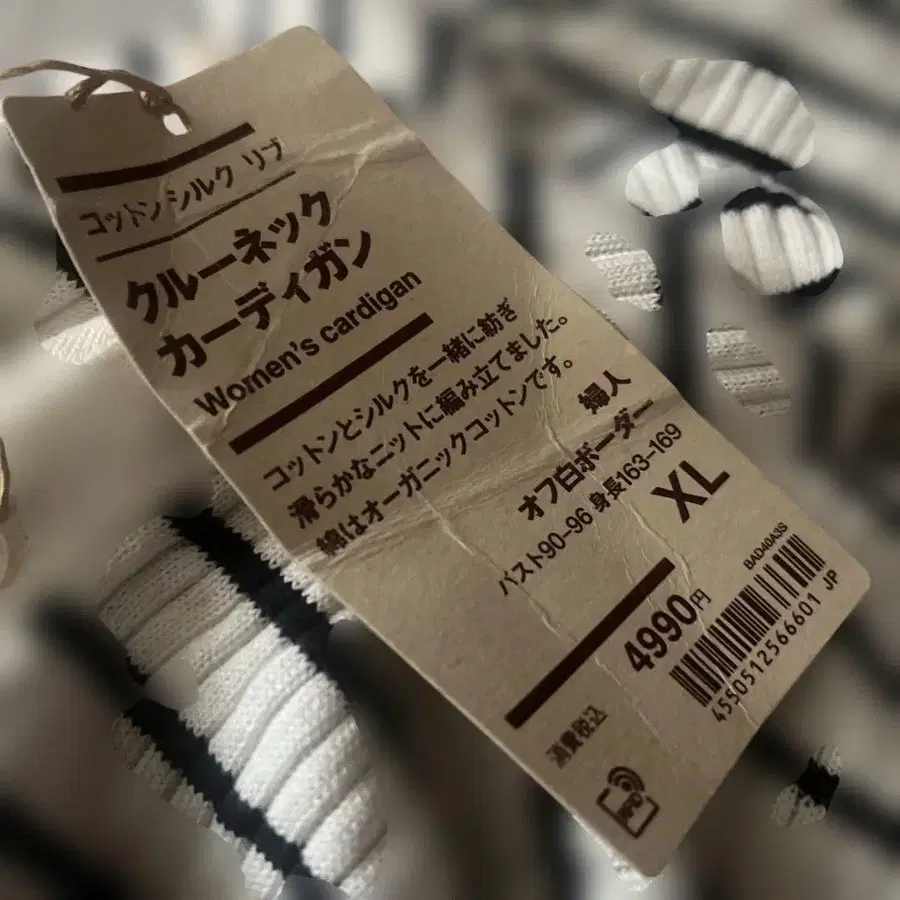 コットンシルク リブ
クルーネック
カーディガン
Women's cardigan
コットンとシルクを一緒に紡ぎ
滑らかなニットに編み立てました。
綿はオーガニックコットンです。
婦人
オフ白ボーダー
バスト90-96 身長163-169
XL
BAD40A3S
4990円
4550512566601 JP
消費税込
RFID